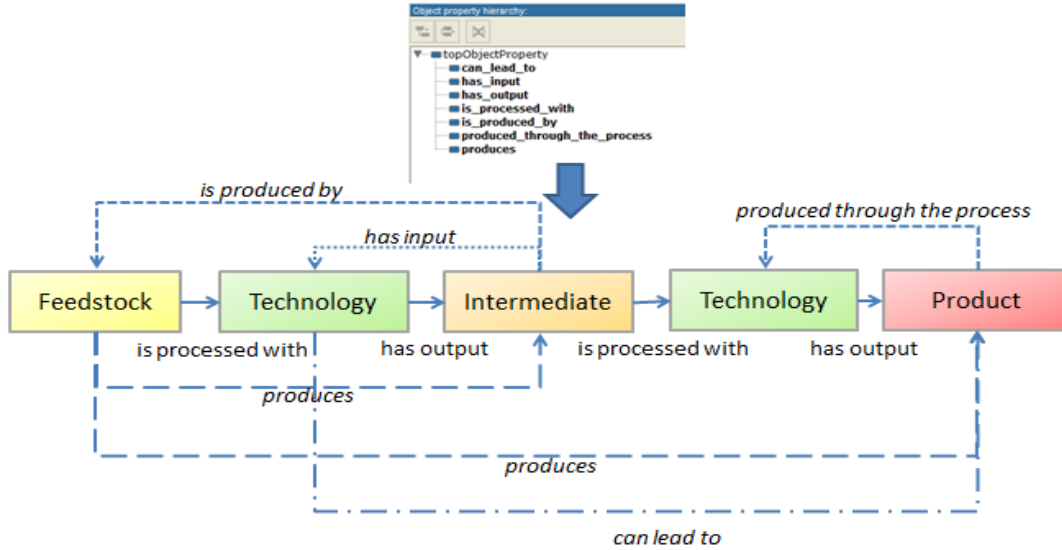 Object property hierarchy:
topObjectProperty
can_lead_to
has_input
has_output
is_processed_with
is_produced_by
produced_through_the_process
produces
is produced by
produced through the process
has input
Feedstock
Technology
Intermediate
Technology
Product
is processed with
has output
is processed with
has output
produces
produces
can lead to